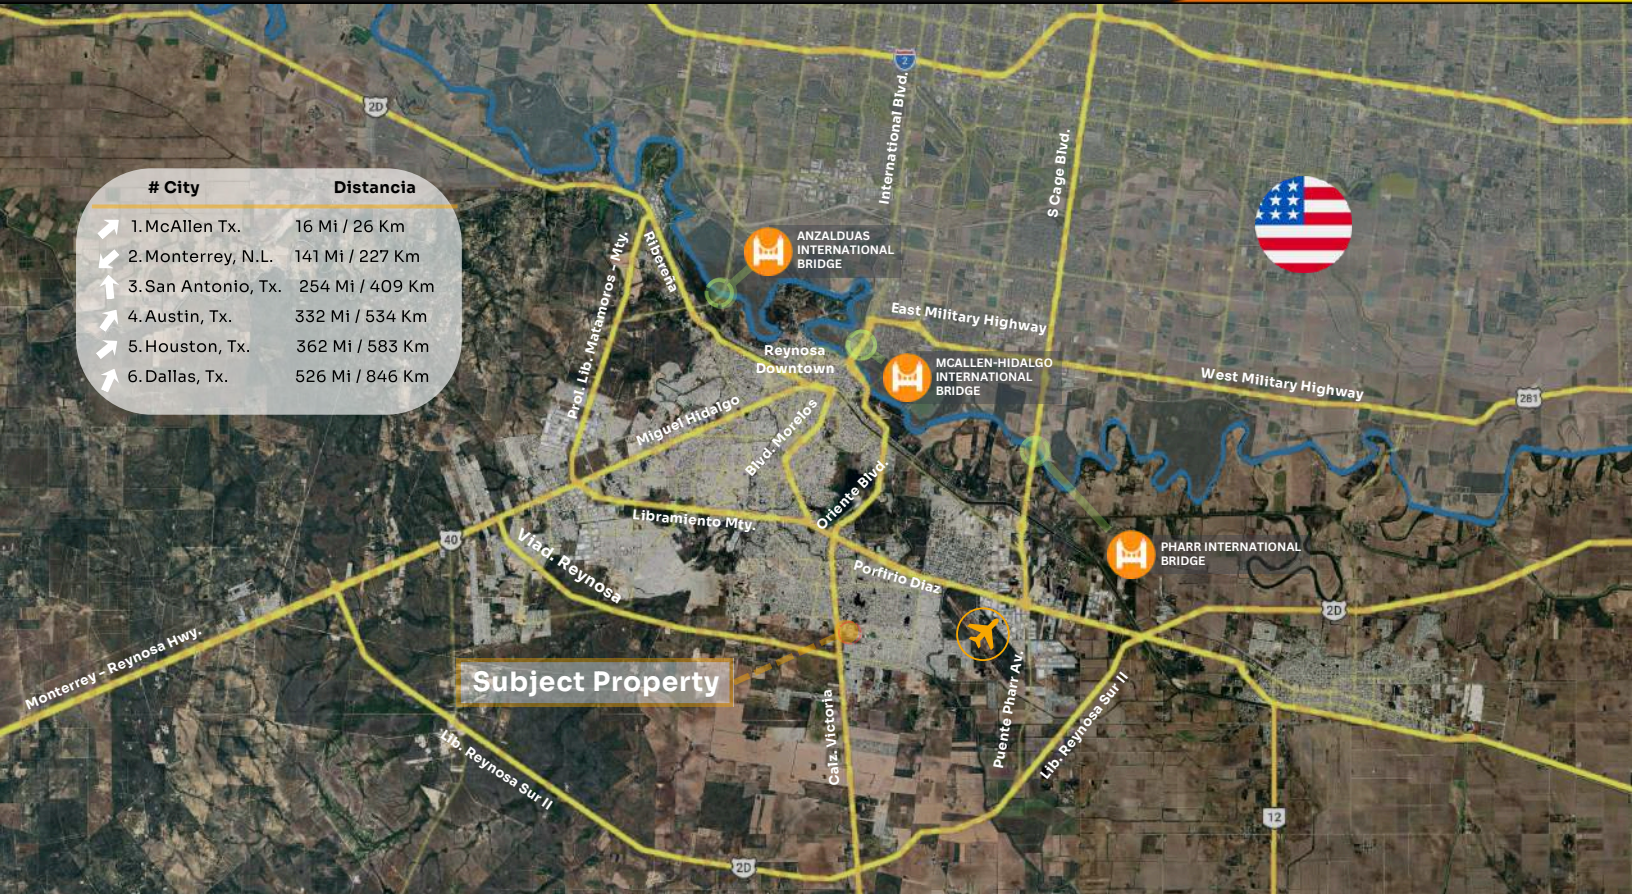 2
2D
International Blvd.
S Cage Blvd.
# City Distancia
1. McAllen Tx. 16 Mi / 26 Km
2. Monterrey, N.L. 141 Mi / 227 Km
3. San Antonio, Tx. 254 Mi / 409 Km
4. Austin, Tx. 332 Mi / 534 Km
5. Houston, Tx. 362 Mi / 583 Km
6. Dallas, Tx. 526 Mi / 846 Km
ANZALDUAS
INTERNATIONAL
BRIDGE
Prol. Lib. Matamoros - Mty.
Ribereña
East Military Highway
Reynosa
Downtown
MCALLEN-HIDALGO
INTERNATIONAL
BRIDGE
West Military Highway
281
Miguel Hidalgo
Blvd. Morelos
Oriente Blvd.
Libramiento Mty.
40
Viad. Reynosa
PHARR INTERNATIONAL
BRIDGE
Porfirio Diaz
2D
Monterrey - Reynosa Hwy.
Subject Property
Calz. Victoria
Puente Pharr Av.
Lib. Reynosa Sur II
Lib. Reynosa Sur II
12
2D